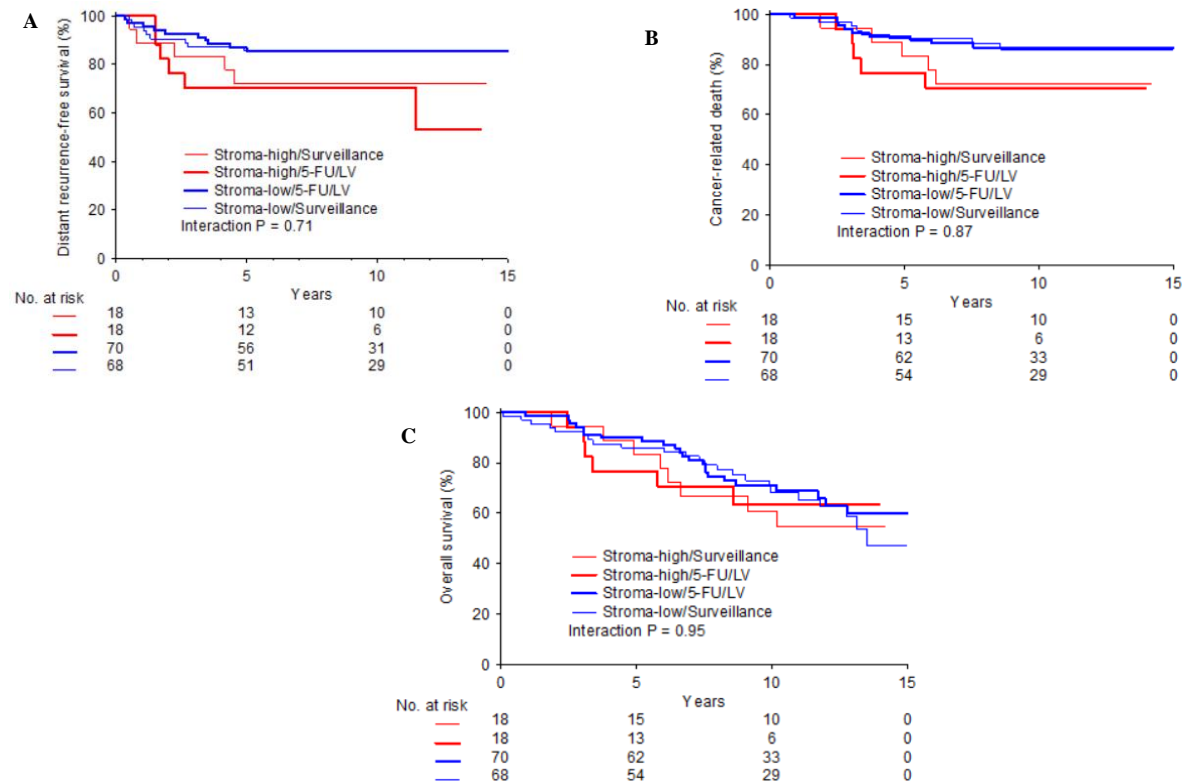 A
Distant recurrence-free survival (%)
100
80
60
40
20
0
Stroma-high/Surveillance
Stroma-high/5-FU/LV
Stroma-low/5-FU/LV
Stroma-low/Surveillance
Interaction P = 0.71
0 5 10 15
Years
No. at risk
18 13 10 0
18 12 6 0
70 56 31 0
68 51 29 0
B
Cancer-related death (%)
100
80
60
40
20
0
Stroma-high/Surveillance
Stroma-high/5-FU/LV
Stroma-low/5-FU/LV
Stroma-low/Surveillance
Interaction P = 0.87
0 5 10 15
Years
No. at risk
18 15 10 0
18 13 6 0
70 62 33 0
68 54 29 0
C
Overall survival (%)
100
80
60
40
20
0
Stroma-high/Surveillance
Stroma-high/5-FU/LV
Stroma-low/5-FU/LV
Stroma-low/Surveillance
Interaction P = 0.95
0 5 10 15
Years
No. at risk
18 15 10 0
18 13 6 0
70 62 33 0
68 54 29 0